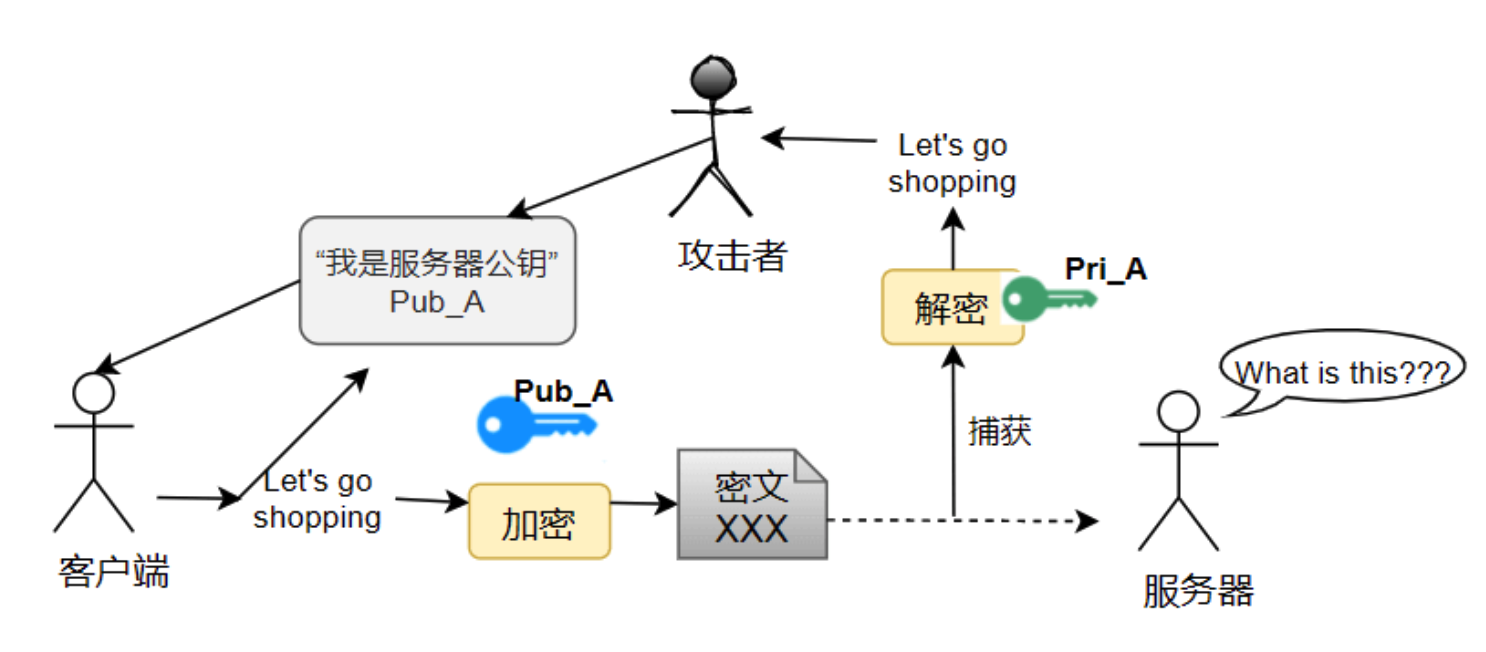 攻击者
Let's go
shopping
“我是服务器公钥”
Pub_A
解密
Pri_A
What is this???
Pub_A
捕获
Let's go
shopping
加密
密文
XXX
客户端
服务器